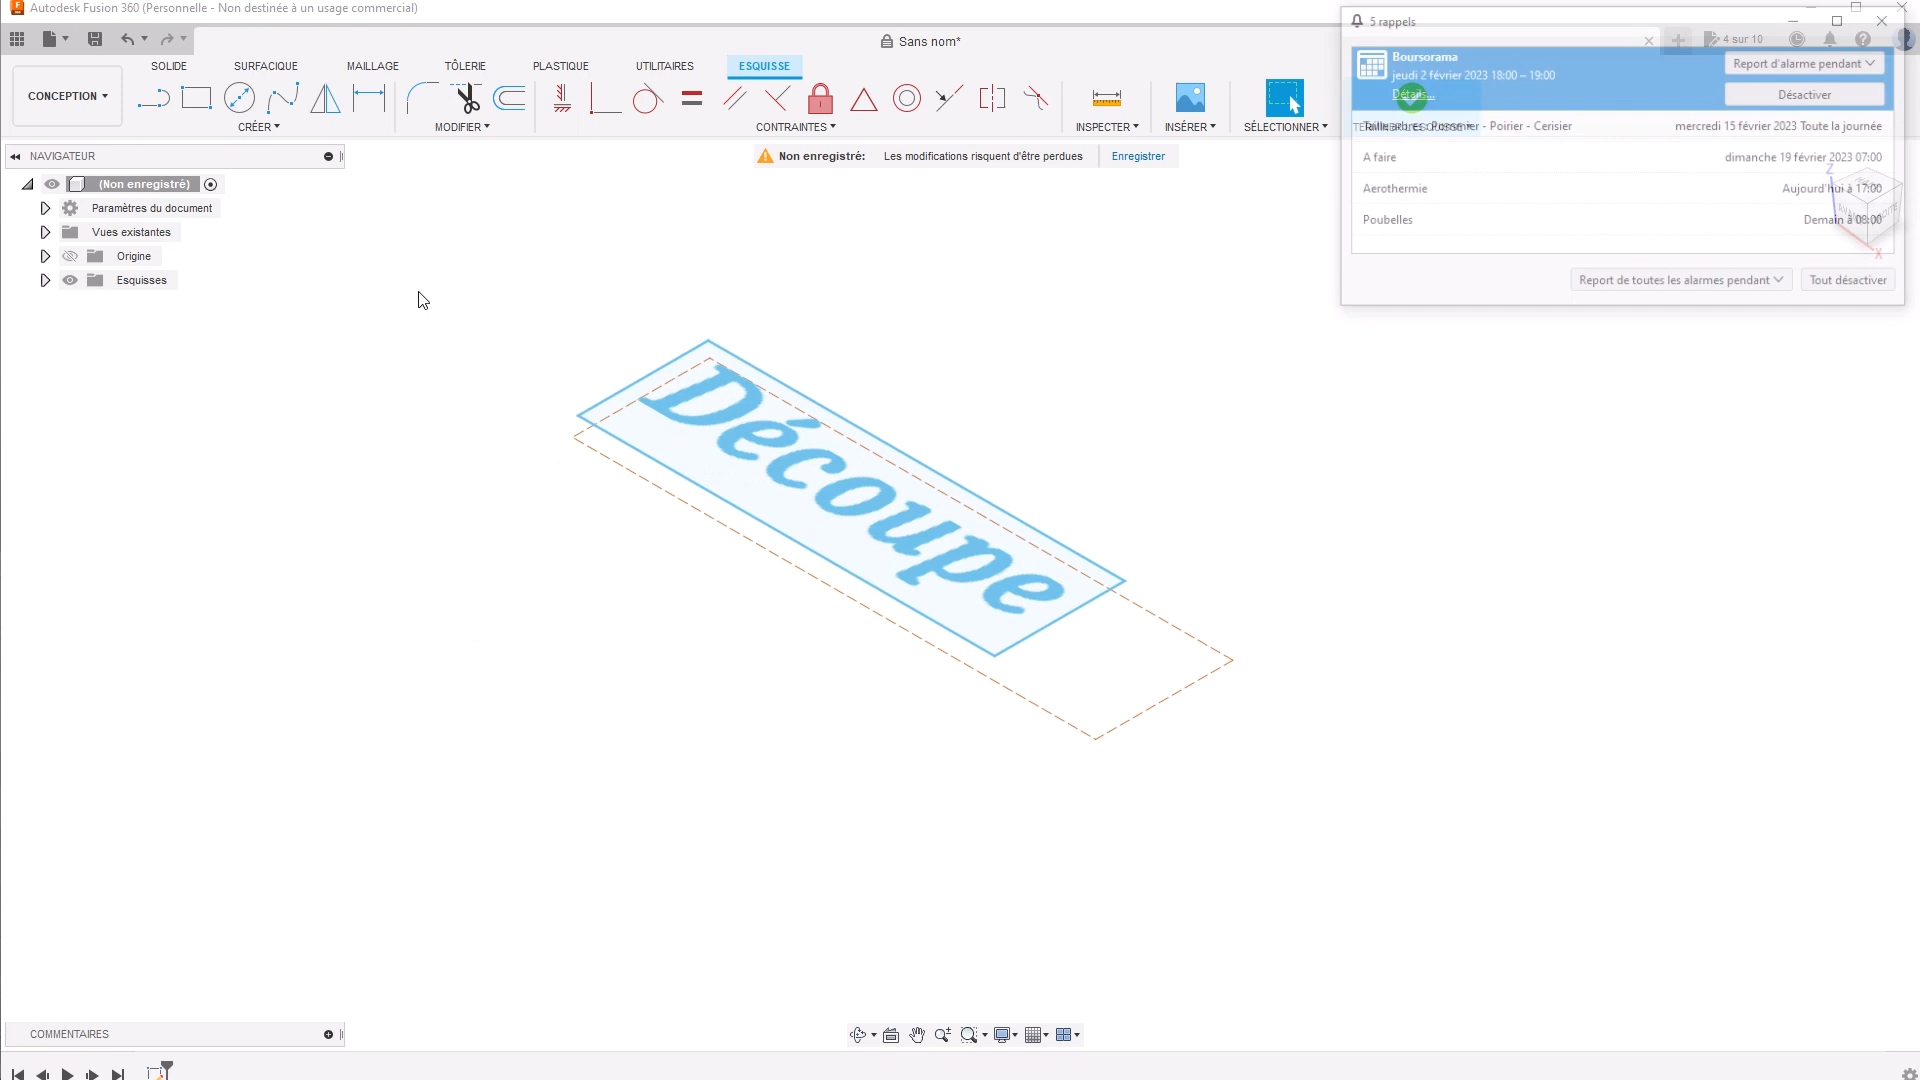 Autodesk Fusion 360 (Personnelle - Non destinée à un usage commercial)
5 rappels
Sans nom*
4 sur 10
Boursorama
jeudi 2 février 2023 18:00 – 19:00
Détails...
Report d'alarme pendant
Désactiver
SOLIDE
SURFACIQUE
MAILLAGE
TÔLERIE
PLASTIQUE
UTILITAIRES
ESQUISSE
CONCEPTION
CRÉER
MODIFIER
CONTRAINTES
INSPECTER
INSÉRER
SÉLECTIONNER
Pommier - Poirier - Cerisier
mercredi 15 février 2023 Toute la journée
A faire
dimanche 19 février 2023 07:00
Aerothermie
Aujourd'hui à 17:00
Poubelles
Demain à 08:00
Report de toutes les alarmes pendant
Tout désactiver
Z
X
NAVIGATEUR
Non enregistré:
Les modifications risquent d'être perdues
Enregistrer
(Non enregistré)
Paramètres du document
Vues existantes
Origine
Esquisses
Découpe
COMMENTAIRES